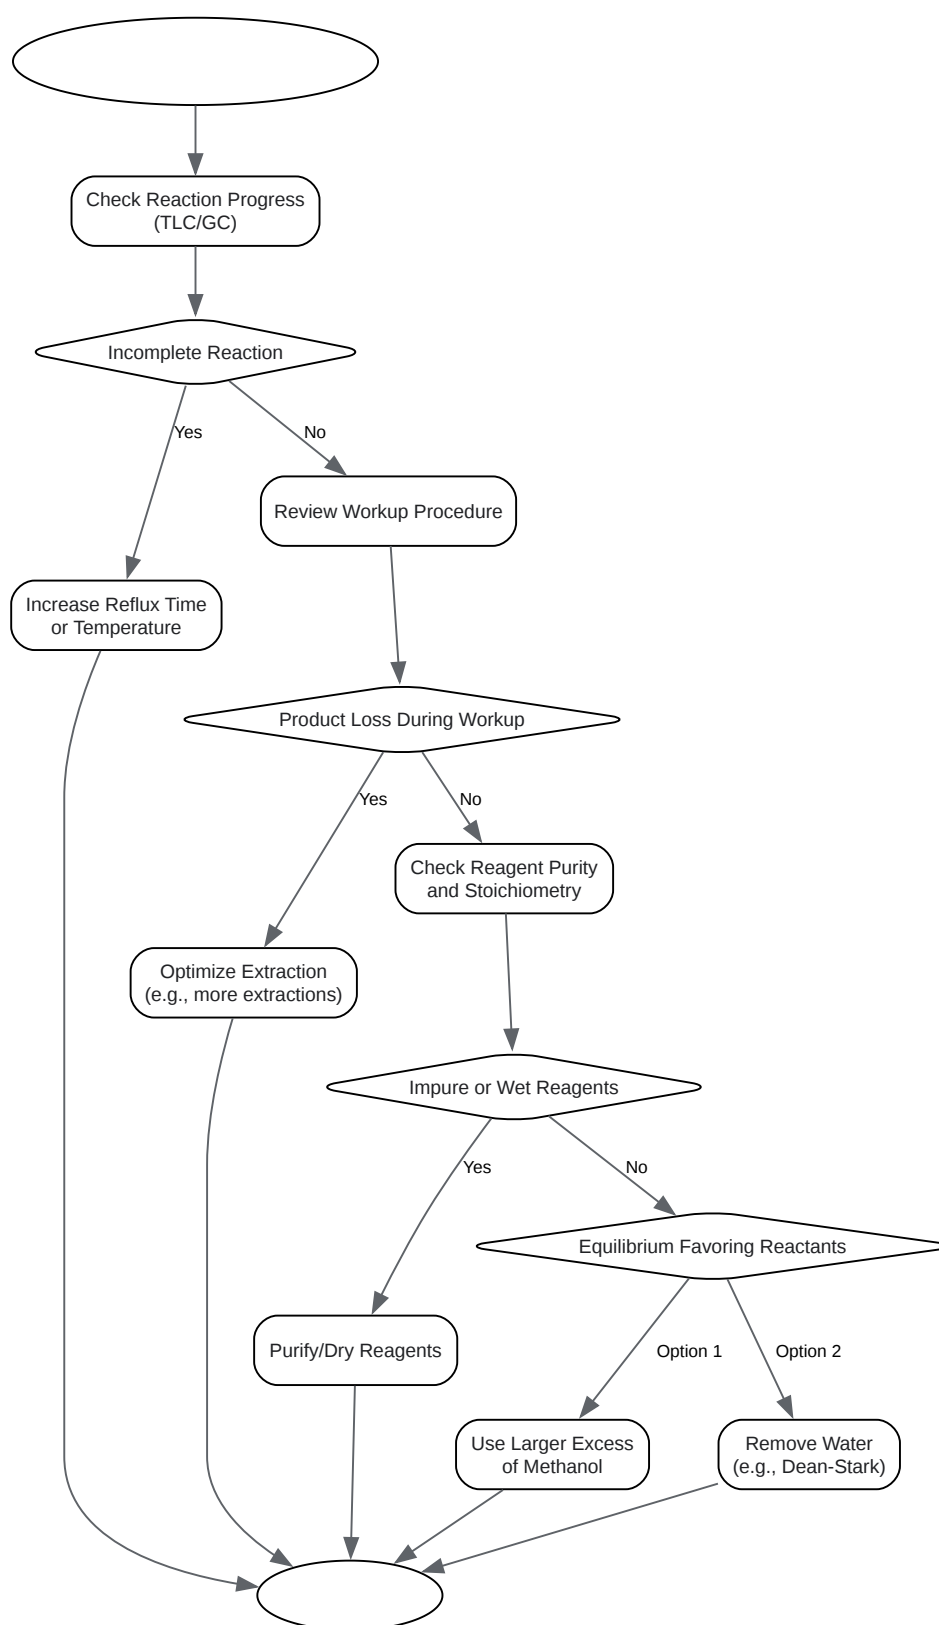 Check Reaction Progress
(TLC/GC)
Incomplete Reaction
Yes
No
Review Workup Procedure
Increase Reflux Time
or Temperature
Product Loss During Workup
Yes
No
Check Reagent Purity
and Stoichiometry
Optimize Extraction
(e.g., more extractions)
Impure or Wet Reagents
Yes
No
Equilibrium Favoring Reactants
Purify/Dry Reagents
Option 1
Option 2
Use Larger Excess
of Methanol
Remove Water
(e.g., Dean-Stark)